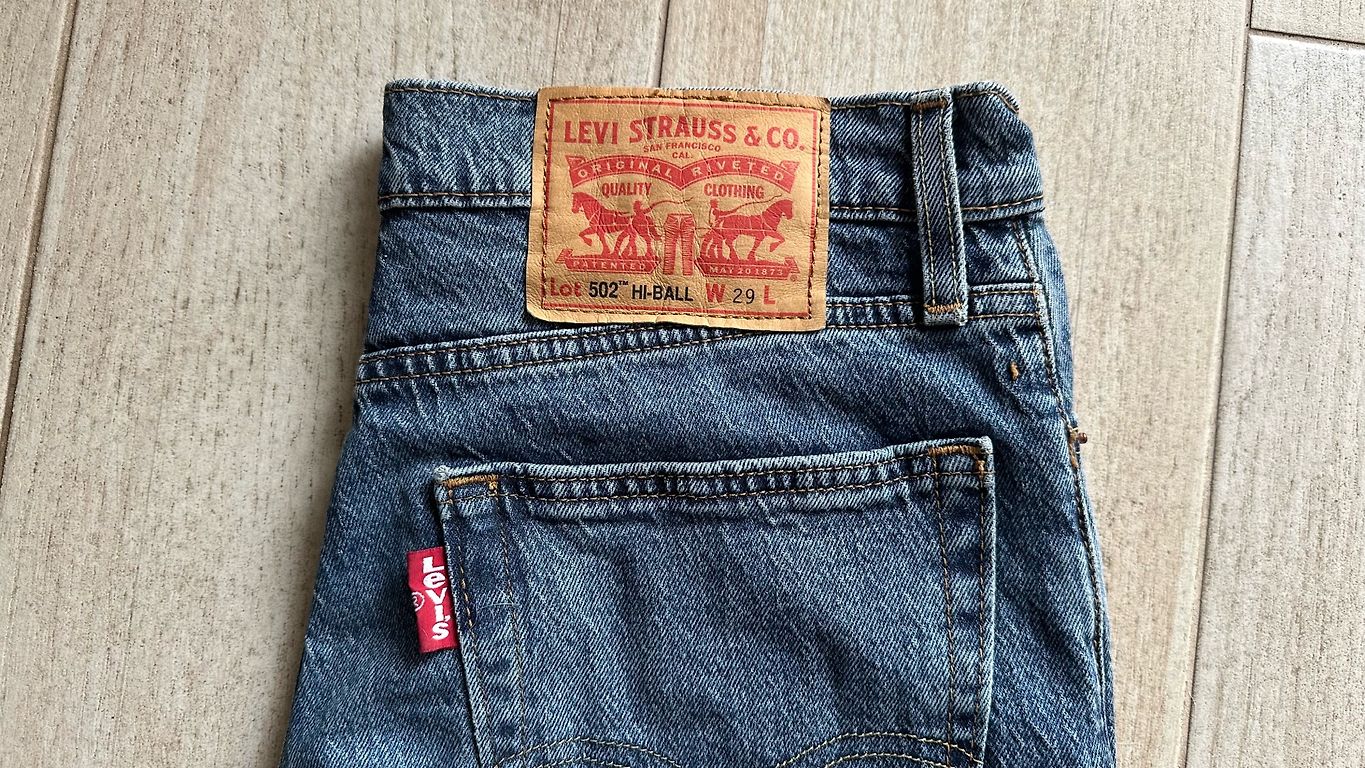 LEVI STRAUSS & CO.
SAN FRANCISCO
CAL.
ORIGINAL RIVETED
QUALITY CLOTHING
PATENTED MAY 20 1873
®
Lot 502™ HI-BALL W 29 L
Levi's
®